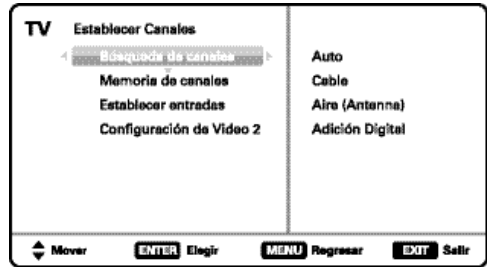 TV Establecer Canales
Búsqueda de canales
Memoria de canales
Establecer entradas
Configuración de Video 2
Auto
Cable
Aire (Antenna)
Adición Digital
Mover ENTER Elegir MENU Regresar EXIT Salir